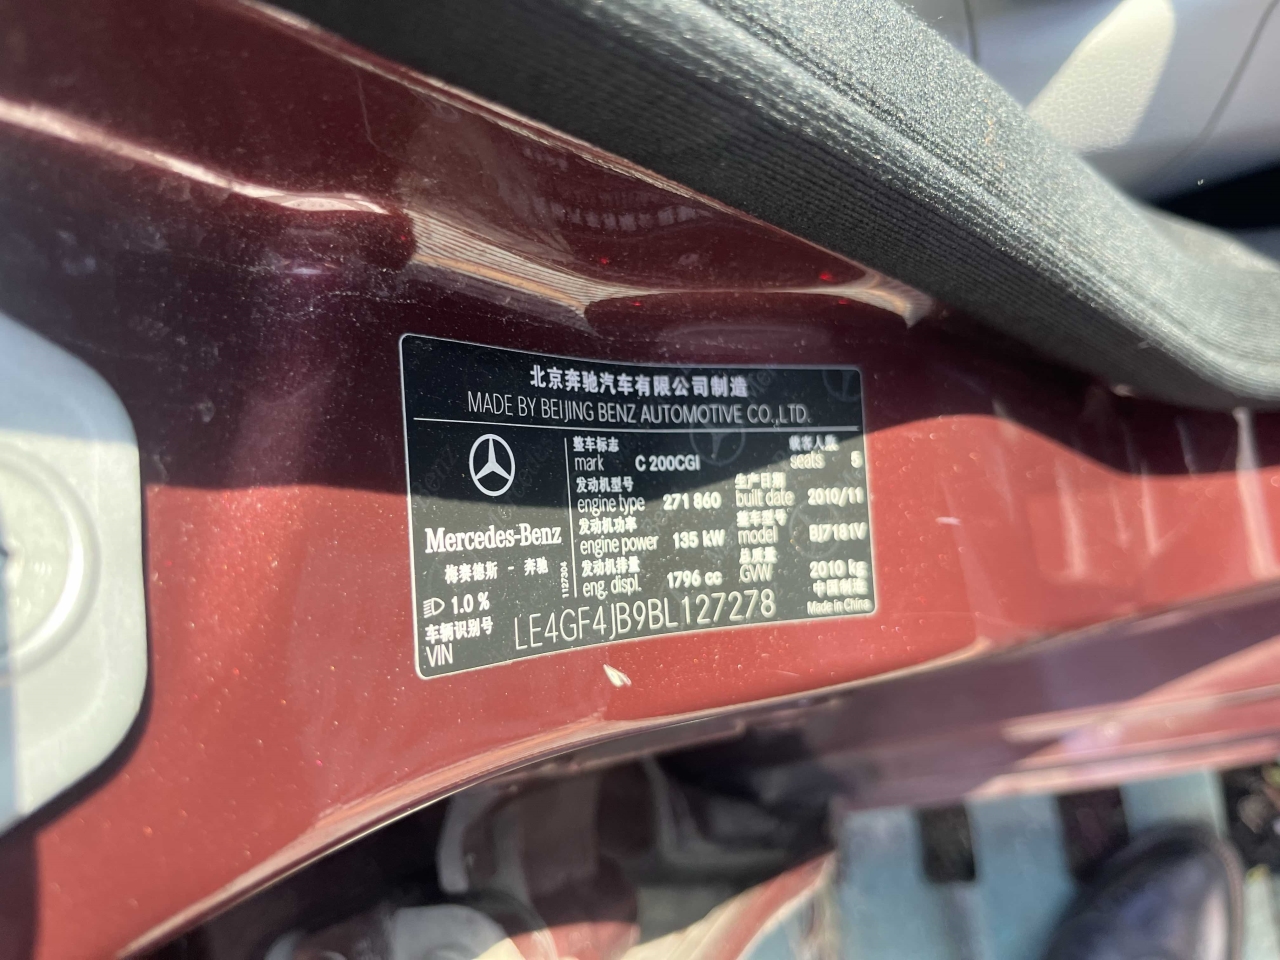 北京奔驰汽车有限公司制造
MADE BY BEIJING BENZ AUTOMOTIVE CO.,LTD.
整车标志
mark C 200CGI
乘客人数
seats 5
发动机型号
engine type 271 860
生产日期
built date 2010/11
发动机功率
engine power 135 kW
整车型号
model BJ7181V
发动机排量
eng. displ. 1796 cc
总质量
GVW 2010 kg
中国制造
Made in China
Mercedes-Benz
梅赛德斯 - 奔驰
1127304
1.0 %
车辆识别号
VIN LE4GF4JB9BL127278